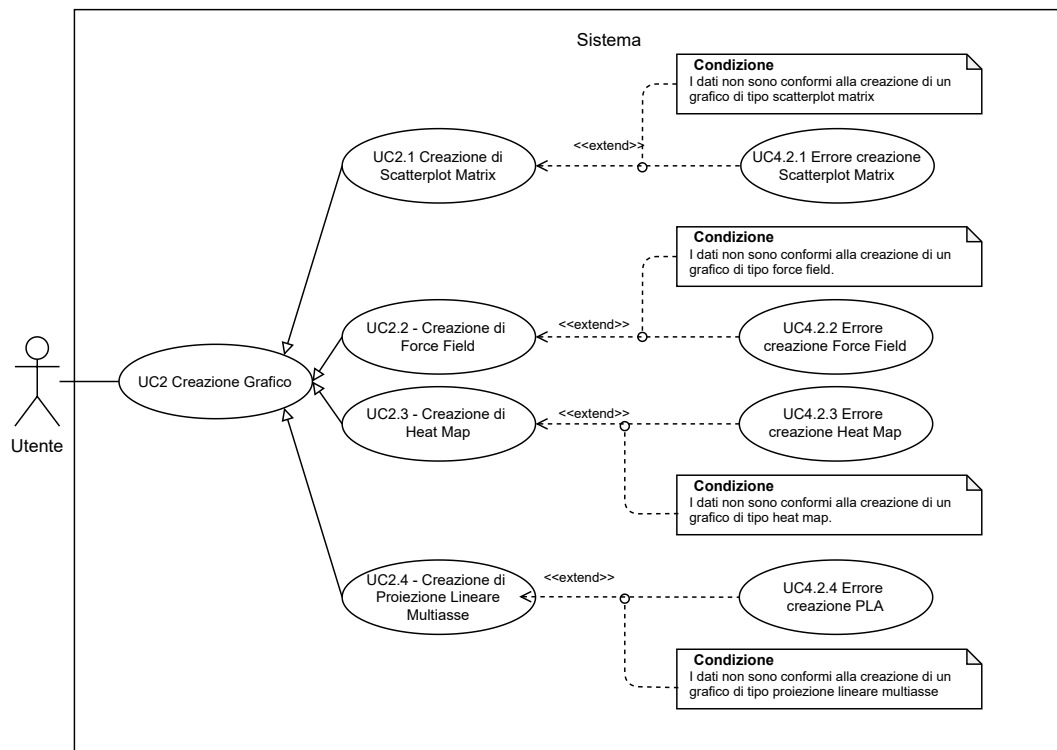 Sistema
Condizione
I dati non sono conformi alla creazione di un
grafico di tipo scatterplot matrix
<<extend>>
UC2.1 Creazione di
Scatterplot Matrix
UC4.2.1 Errore creazione
Scatterplot Matrix
Condizione
I dati non sono conformi alla creazione di un
grafico di tipo force field.
<<extend>>
UC2.2 - Creazione di
Force Field
UC4.2.2 Errore
creazione Force Field
Utente
UC2 Creazione Grafico
<<extend>>
UC2.3 - Creazione di
Heat Map
UC4.2.3 Errore
creazione Heat Map
Condizione
I dati non sono conformi alla creazione di un
grafico di tipo heat map.
<<extend>>
UC2.4 - Creazione di
Proiezione Lineare
Multiasse
UC4.2.4 Errore
creazione PLA
Condizione
I dati non sono conformi alla creazione di un
grafico di tipo proiezione lineare multiasse